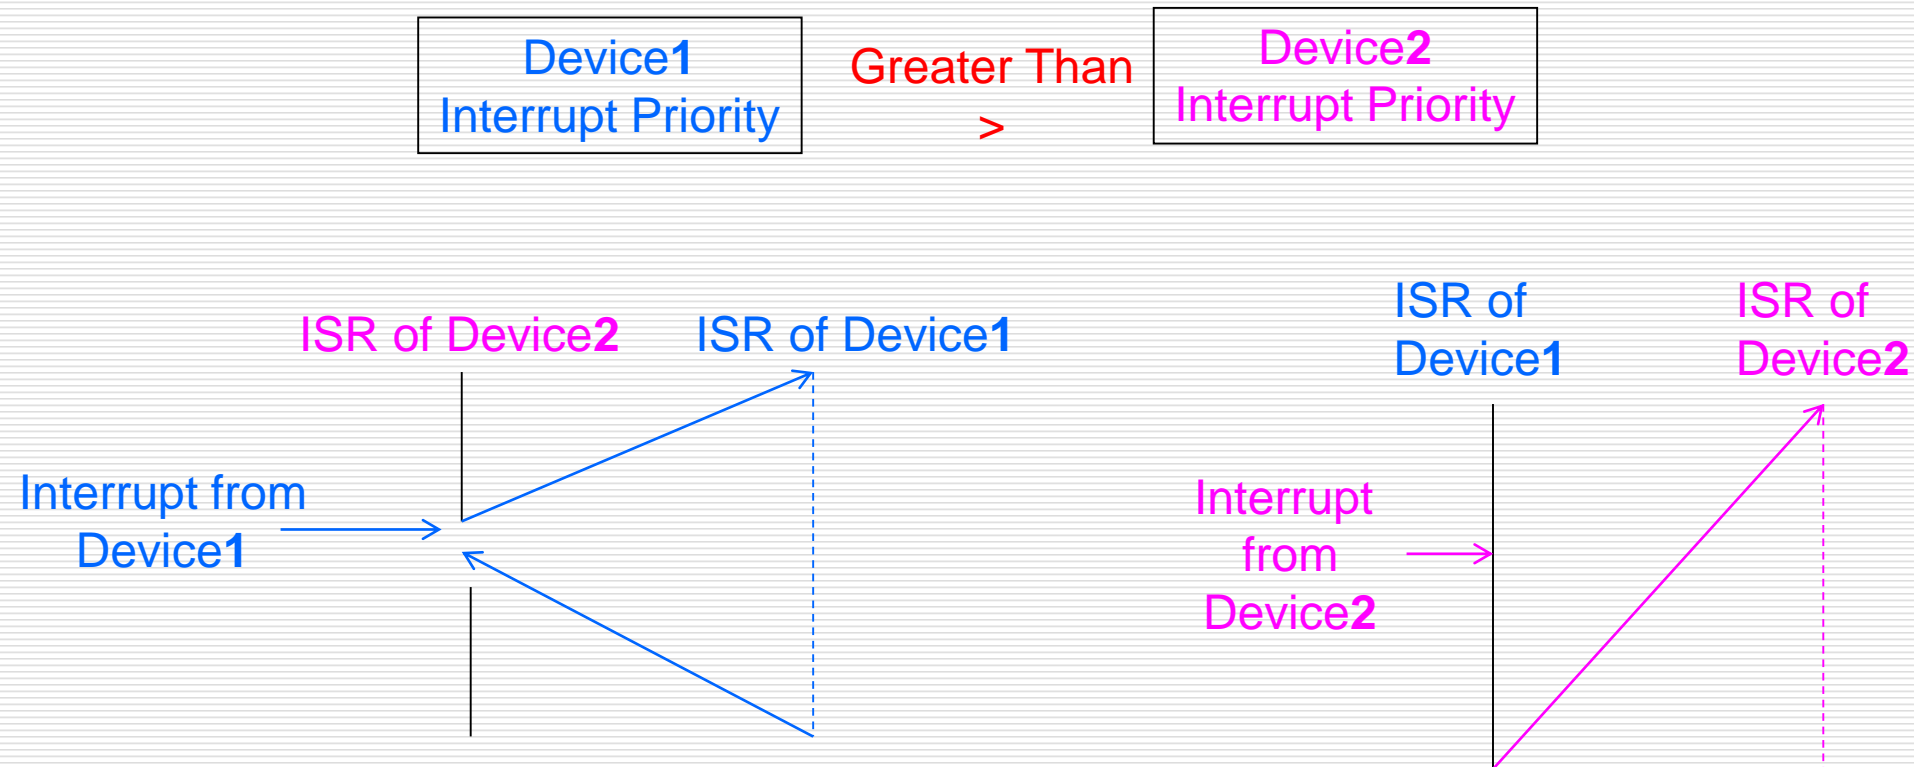 Device1
Interrupt Priority
Greater Than
>
Device2
Interrupt Priority
ISR of Device2
ISR of Device1
Interrupt from
Device1
ISR of
Device1
ISR of
Device2
Interrupt
from
Device2